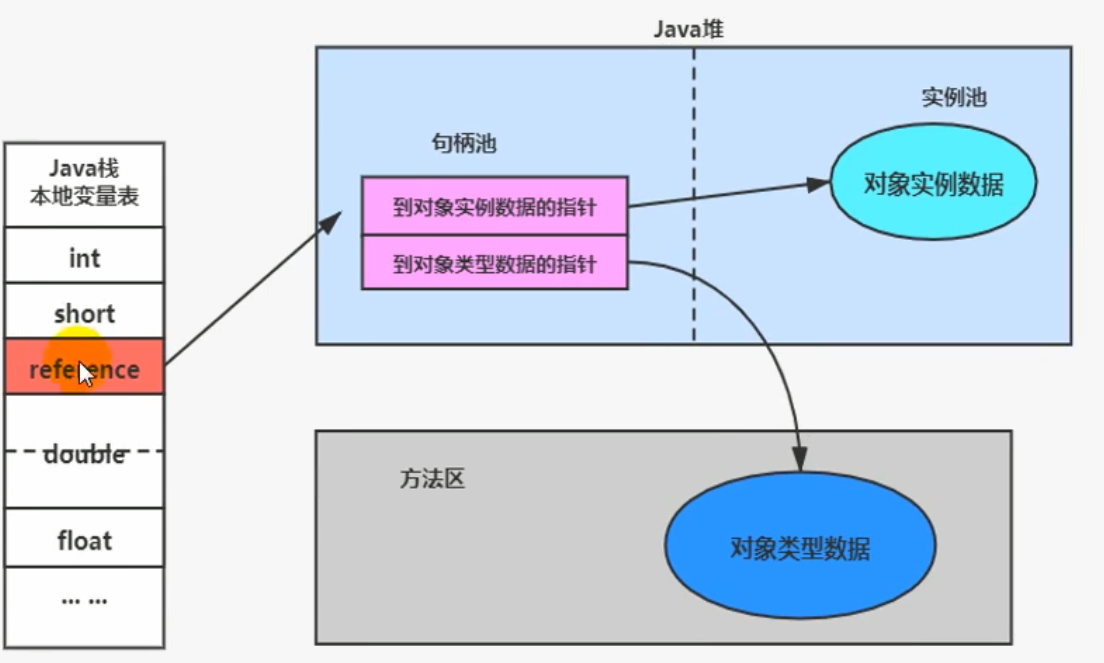 Java堆
实例池
句柄池
到对象实例数据的指针
到对象类型数据的指针
对象实例数据
Java栈
本地变量表
int
short
reference
double
float
... ...
方法区
对象类型数据